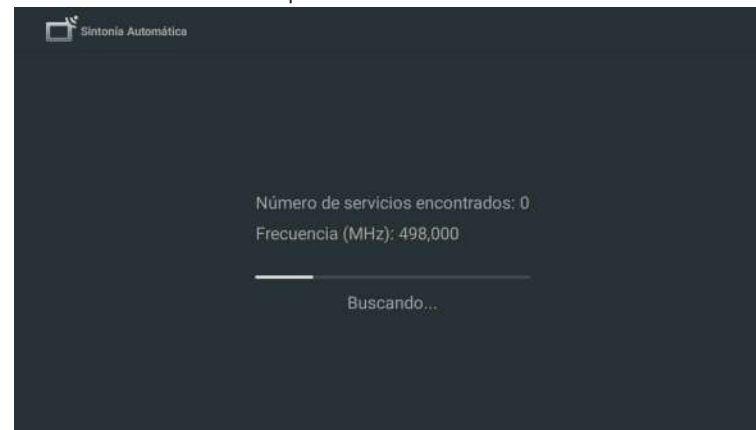 Sintonía Automática
Número de servicios encontrados: 0
Frecuencia (MHz): 498,000
Buscando...